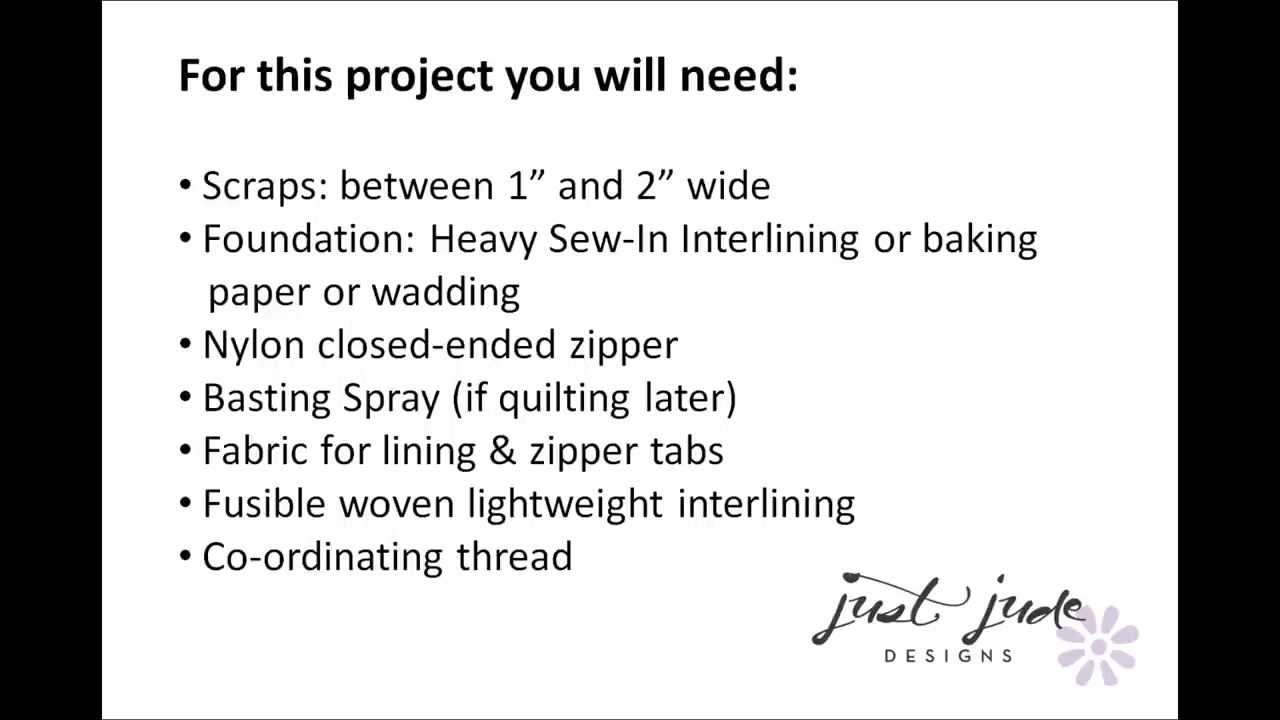 For this project you will need:
• Scraps: between 1” and 2” wide
• Foundation: Heavy Sew-In Interlining or baking
paper or wadding
• Nylon closed-ended zipper
• Basting Spray (if quilting later)
• Fabric for lining & zipper tabs
• Fusible woven lightweight interlining
• Co-ordinating thread
just jude
DESIGNS